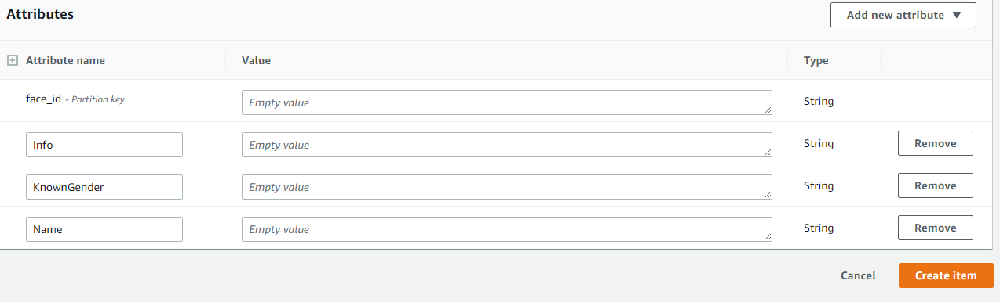 Attributes
Add new attribute
Attribute name Value Type
face_id - Partition key Empty value String
Info Empty value String Remove
KnownGender Empty value String Remove
Name Empty value String Remove
Cancel Create item